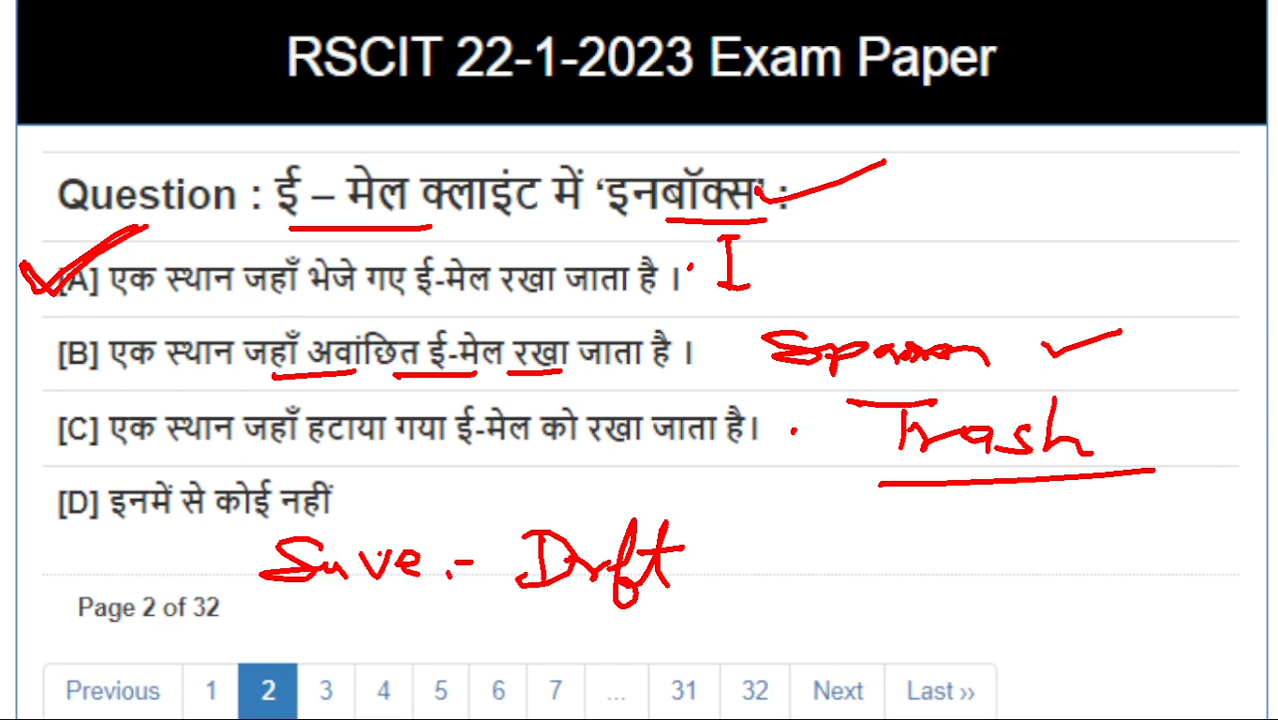 RSCIT 22-1-2023 Exam Paper
Question : ई – मेल क्लाइंट में ‘इनबॉक्स’ :
[A] एक स्थान जहाँ भेजे गए ई-मेल रखा जाता है । I
[B] एक स्थान जहाँ अवांछित ई-मेल रखा जाता है । Spam
[C] एक स्थान जहाँ हटाया गया ई-मेल को रखा जाता है। Trash
[D] इनमें से कोई नहीं
Suve :- Drft
Page 2 of 32
Previous 1 2 3 4 5 6 7 ... 31 32 Next Last ››